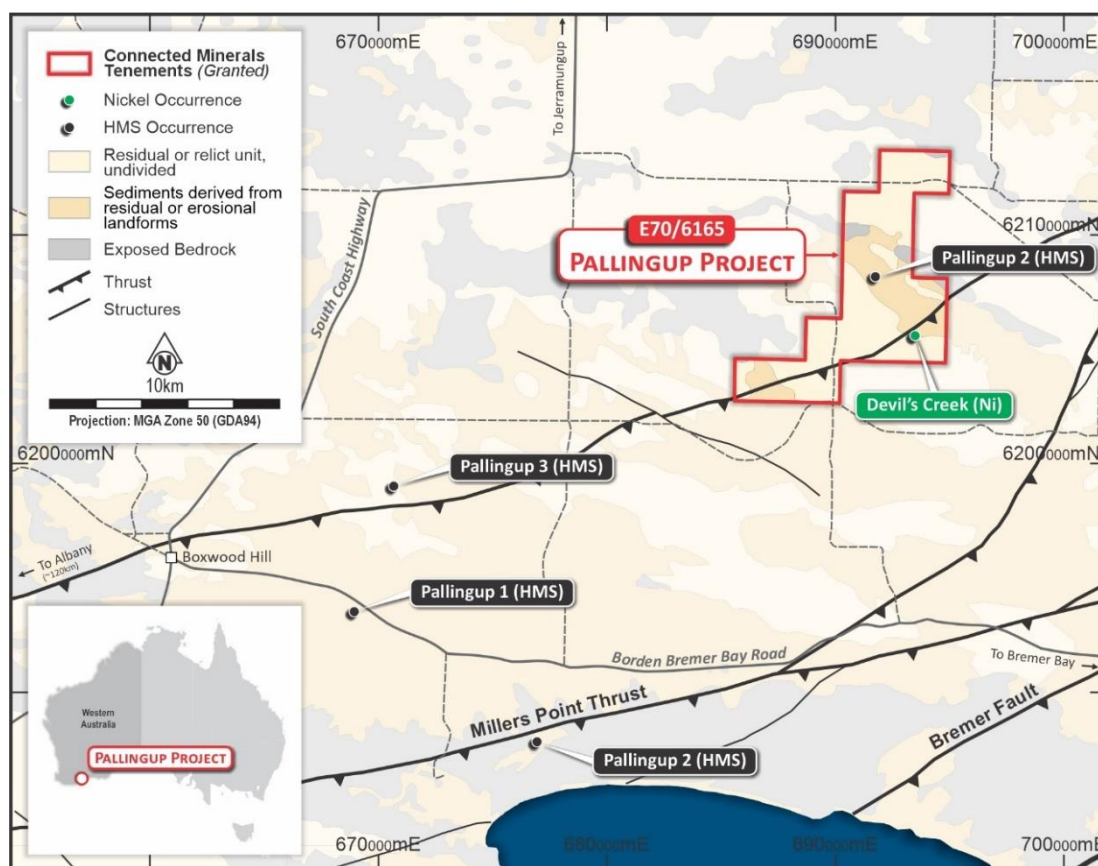 670000mE
690000mE
700000mE
Connected Minerals
Tenements (Granted)
Nickel Occurrence
HMS Occurrence
Residual or relict unit,
undivided
Sediments derived from
residual or erosional
landforms
Exposed Bedrock
Thrust
Structures
N
10km
Projection: MGA Zone 50 (GDA94)
To Jerramungup
South Coast Highway
E70/6165
PALLINGUP PROJECT
6210000mN
Pallingup 2 (HMS)
Devil's Creek (Ni)
6200000mN
6200000mN
Pallingup 3 (HMS)
To Albany
(~120km)
Boxwood Hill
Pallingup 1 (HMS)
Borden Bremer Bay Road
To Bremer Bay
Millers Point Thrust
Bremer Fault
Pallingup 2 (HMS)
Western
Australia
PALLINGUP PROJECT
670000mE
680000mE
690000mE
700000mE